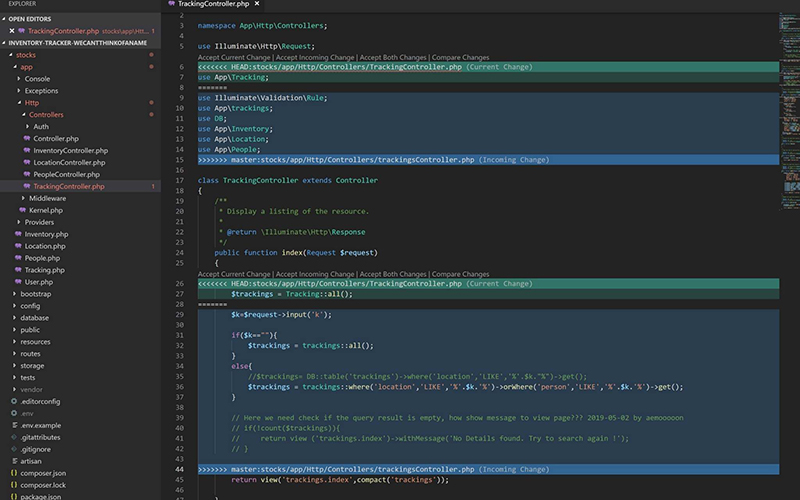 EXPLORER
OPEN EDITORS
TrackingController.php stocks\app\Htt... 1
INVENTORY-TRACKER-WECANTTHINKOFANAME
stocks
app
Console
Exceptions
Http
Controllers
Auth
Controller.php
InventoryController.php
LocationController.php
PeopleController.php
TrackingController.php 1
Middleware
Kernel.php
Providers
Inventory.php
Location.php
People.php
Tracking.php
User.php
bootstrap
config
database
public
resources
routes
storage
tests
vendor
.editorconfig
.env
.env.example
.gitattributes
.gitignore
artisan
composer.json
composer.lock
package.json
TrackingController.php
2
3 namespace App\Http\Controllers;
4
5 use Illuminate\Http\Request;
Accept Current Change | Accept Incoming Change | Accept Both Changes | Compare Changes
6 <<<<<<< HEAD:stocks/app/Http/Controllers/TrackingController.php (Current Change)
7 use App\Tracking;
8 =======
9 use Illuminate\Validation\Rule;
10 use App\trackings;
11 use DB;
12 use App\Inventory;
13 use App\Location;
14 use App\People;
15 >>>>>>> master:stocks/app/Http/Controllers/trackingsController.php (Incoming Change)
16
17 class TrackingController extends Controller
18 {
19 /**
20 * Display a listing of the resource.
21 *
22 * @return \Illuminate\Http\Response
23 */
24 public function index(Request $request)
25 {
Accept Current Change | Accept Incoming Change | Accept Both Changes | Compare Changes
26 <<<<<<< HEAD:stocks/app/Http/Controllers/TrackingController.php (Current Change)
27 $trackings = Tracking::all();
28 =======
29 $k=$request->input('k');
30
31 if($k==""){
32 $trackings = trackings::all();
33 }
34 else{
35 //$trackings= DB::table('trackings')->where('location','LIKE','%'.$k."%")->get();
36 $trackings = trackings::where('location','LIKE','%'.$k.'%')->orWhere('person','LIKE','%'.$k.'%')->get();
37 }
38
39 // Here we need check if the query result is empty, how show message to view page??? 2019-05-02 by aemooooon
40 // if(!count($trackings)){
41 // return view ('trackings.index')->withMessage('No Details found. Try to search again !');
42 // }
43
44 >>>>>>> master:stocks/app/Http/Controllers/trackingsController.php (Incoming Change)
45 return view('trackings.index',compact('trackings'));
46